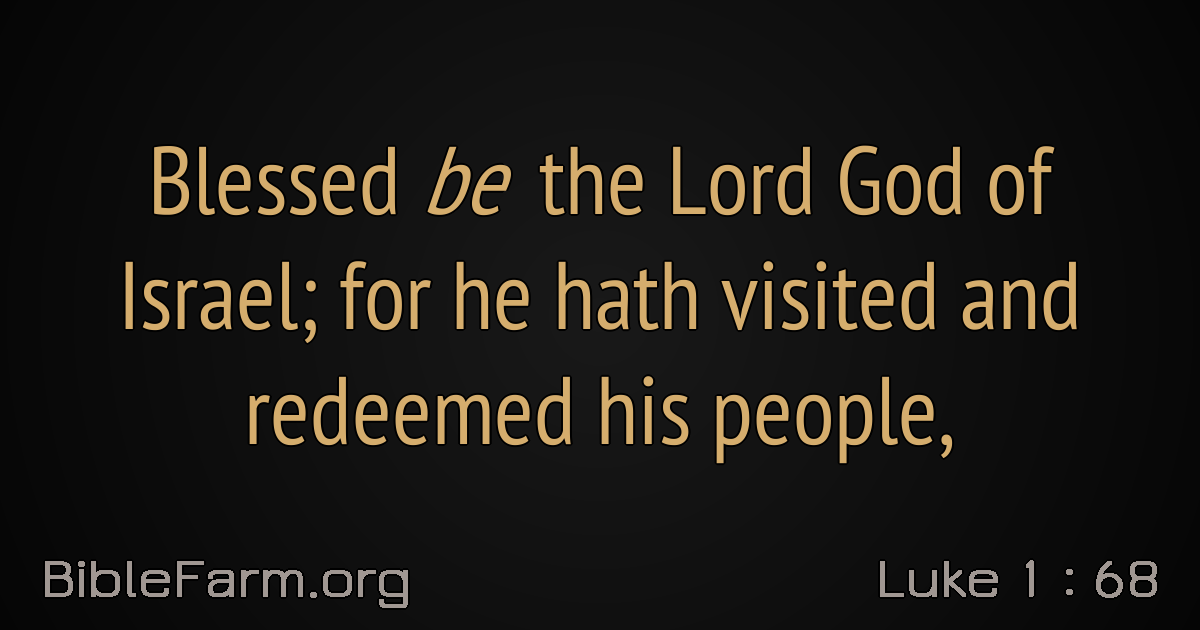 Blessed be the Lord God of
Israel; for he hath visited and
redeemed his people,
BibleFarm.org
Luke 1 : 68